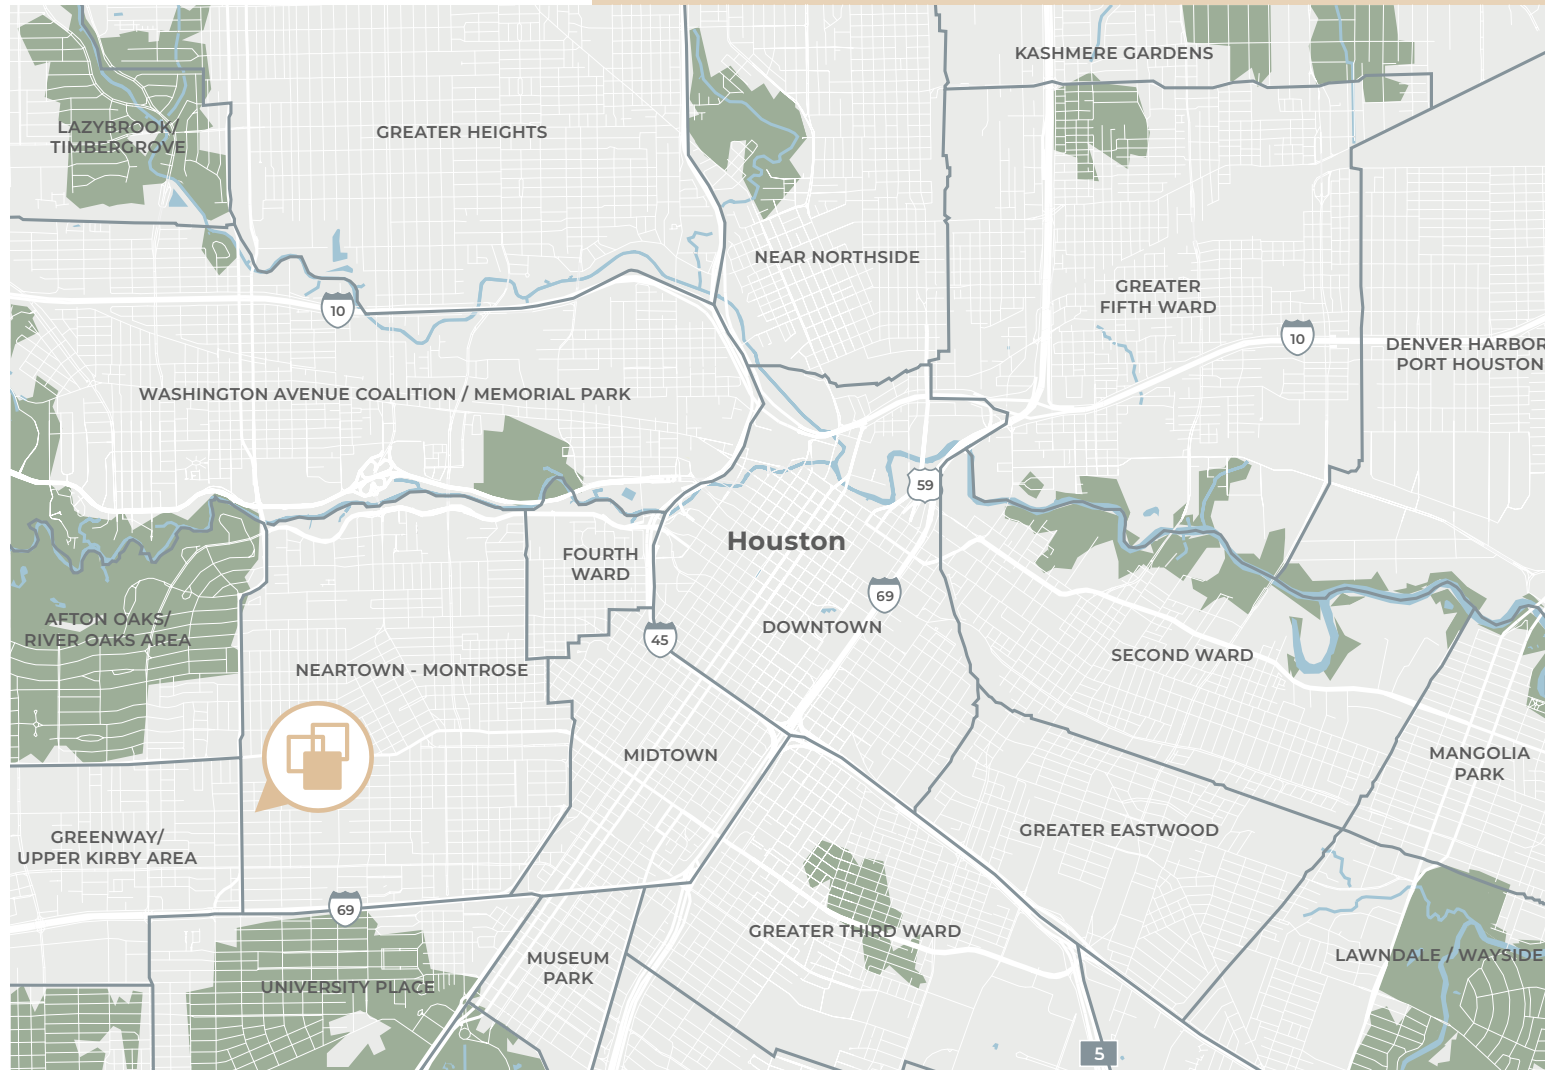 KASHMERE GARDENS
LAZYBROOK/
TIMBERGROVE
GREATER HEIGHTS
NEAR NORTHSIDE
GREATER
FIFTH WARD
10
10
DENVER HARBOR
PORT HOUSTON
WASHINGTON AVENUE COALITION / MEMORIAL PARK
59
Houston
FOURTH
WARD
69
AFTON OAKS/
RIVER OAKS AREA
45
DOWNTOWN
SECOND WARD
NEARTOWN - MONTROSE
MIDTOWN
MANGOLIA
PARK
GREENWAY/
UPPER KIRBY AREA
GREATER EASTWOOD
69
GREATER THIRD WARD
MUSEUM
PARK
LAWNDALE / WAYSIDE
UNIVERSITY PLACE
5